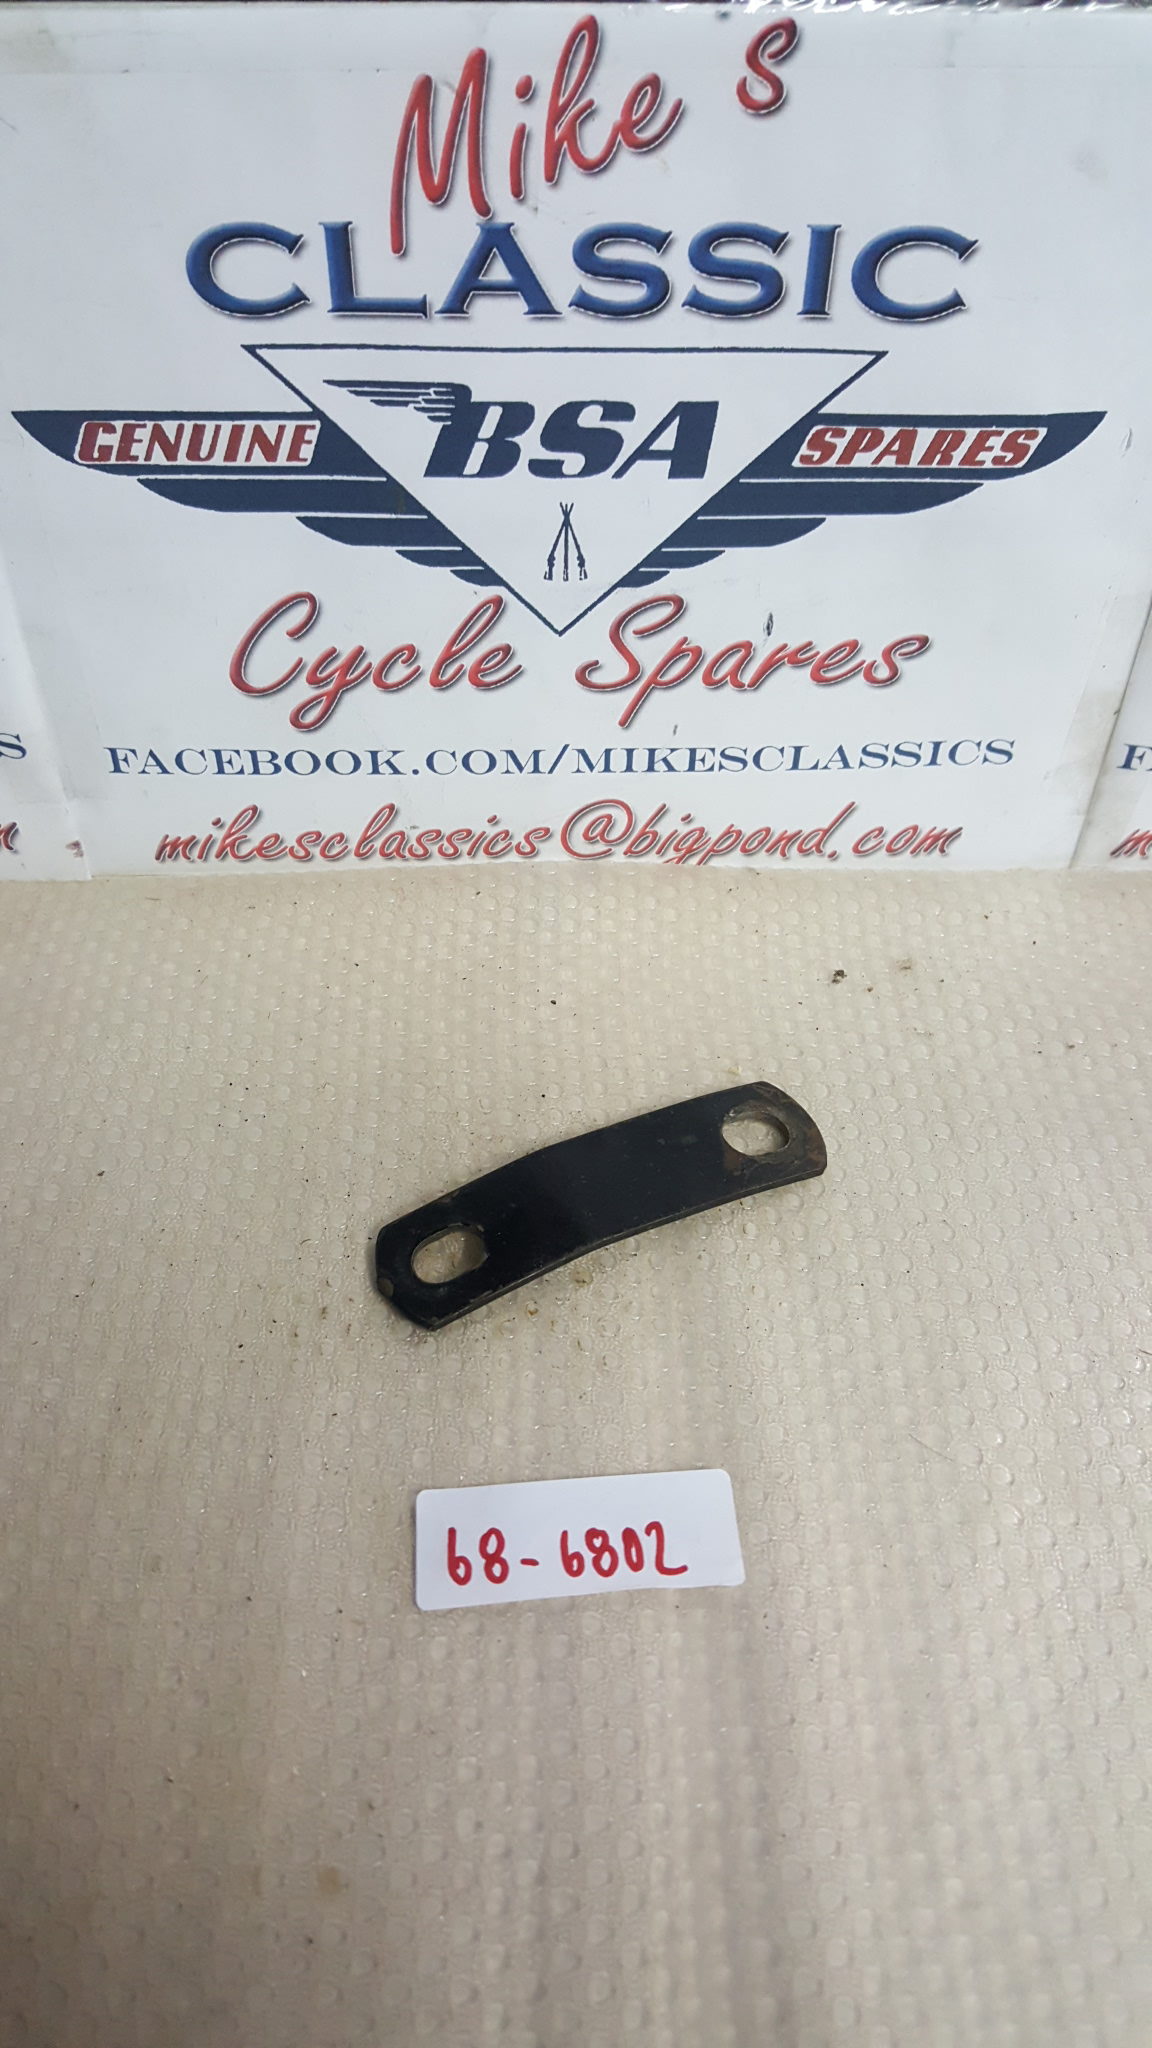 Mike's
CLASSIC
GENUINE BSA SPARES
Cycle Spares
FACEBOOK.COM/MIKESCLASSICS
mikesclassics@bigpond.com
68-6802